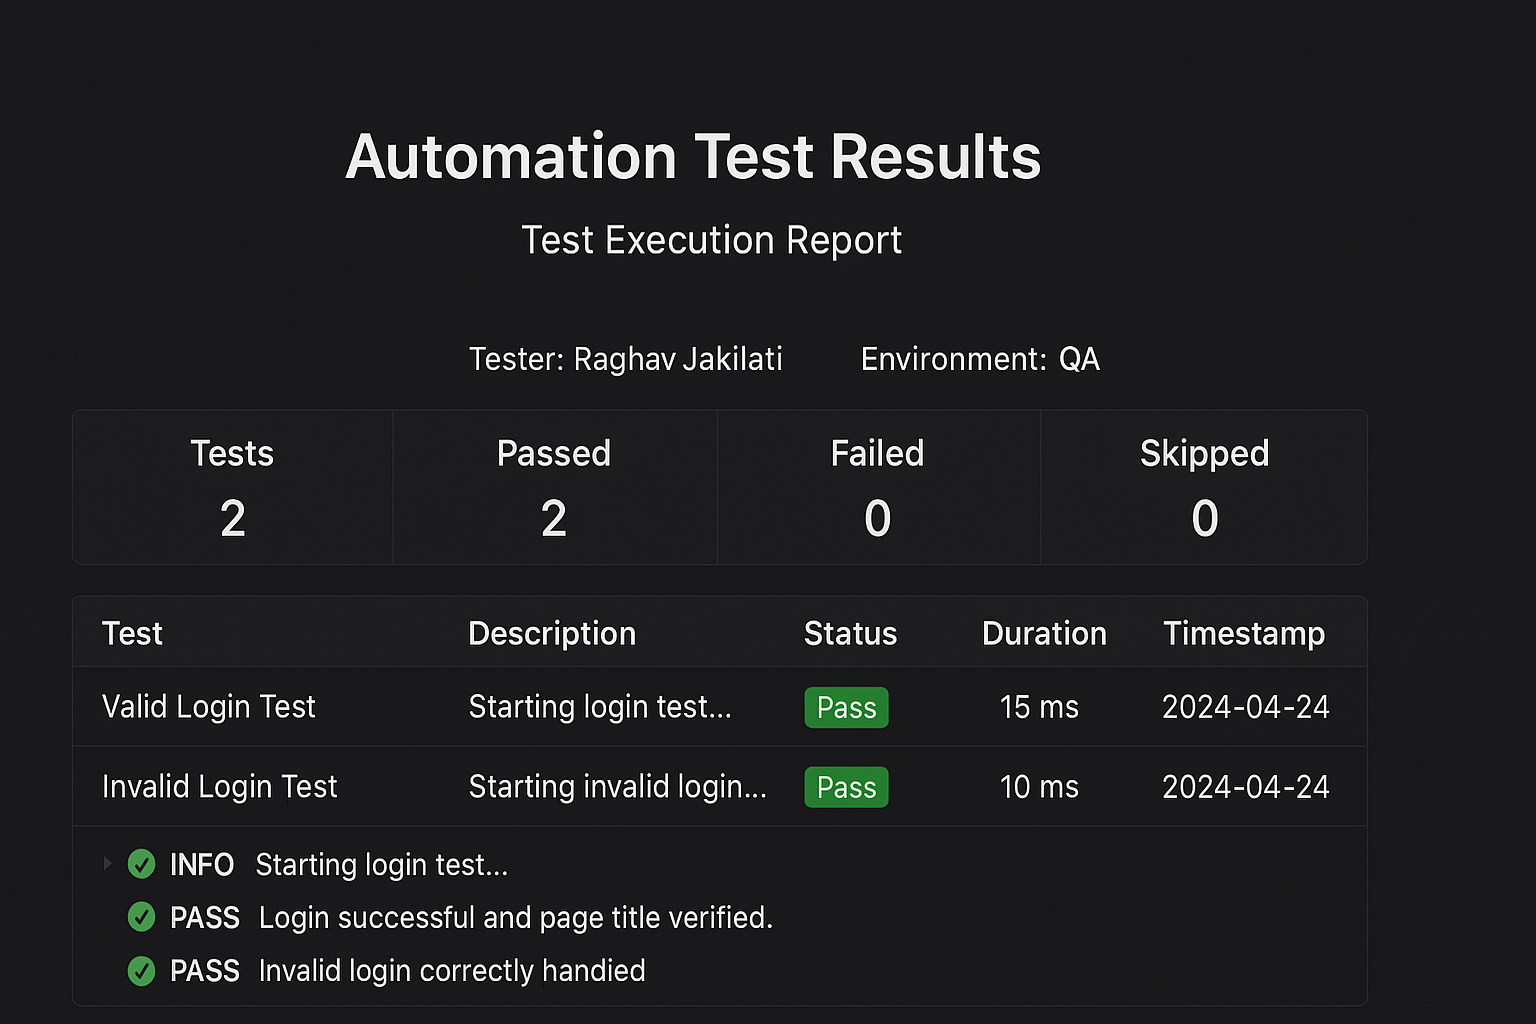 Automation Test Results
Test Execution Report
Tester: Raghav Jakilati Environment: QA
Tests Passed Failed Skipped
2 2 0 0
Test Description Status Duration Timestamp
Valid Login Test Starting login test... Pass 15 ms 2024-04-24
Invalid Login Test Starting invalid login... Pass 10 ms 2024-04-24
INFO Starting login test...
PASS Login successful and page title verified.
PASS Invalid login correctly handied